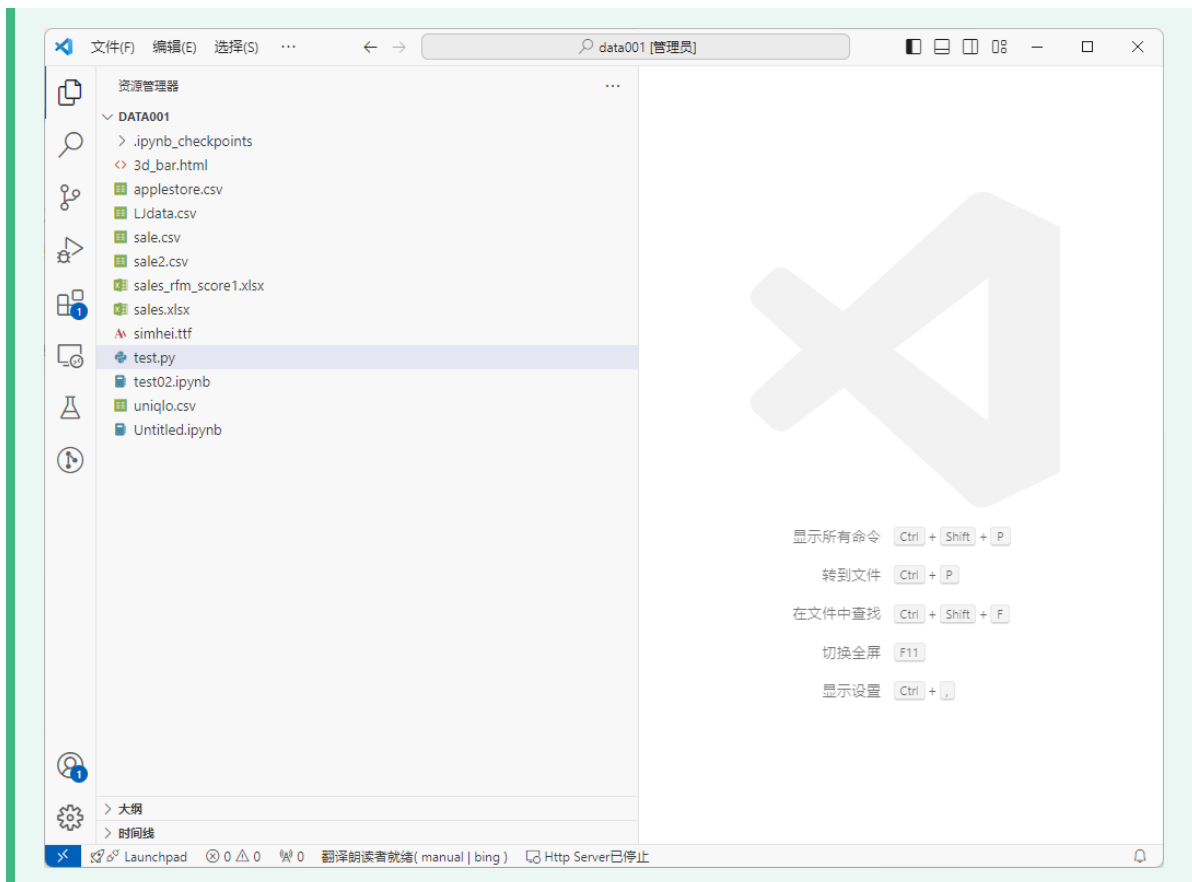 文件(F) 编辑(E) 选择(S) ··· ← → data001 [管理员]
资源管理器 ···
DATA001
.ipynb_checkpoints
3d_bar.html
applestore.csv
LJdata.csv
sale.csv
sale2.csv
sales_rfm_score1.xlsx
sales.xlsx
simhei.ttf
test.py
test02.ipynb
uniqlo.csv
Untitled.ipynb
1
显示所有命令 Ctrl + Shift + P
转到文件 Ctrl + P
在文件中查找 Ctrl + Shift + F
切换全屏 F11
显示设置 Ctrl + ,
1
大纲
时间线
Launchpad 0 0 0 翻译朗读者就绪( manual | bing ) Http Server已停止